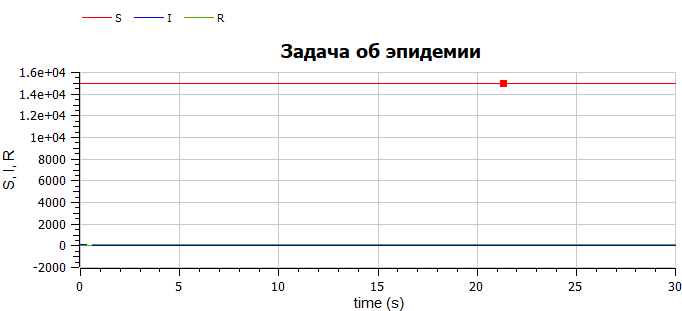 S I R
Задача об эпидемии
1.6e+04
1.4e+04
1.2e+04
1e+04
8000
6000
4000
2000
0
-2000
S, I, R
0 5 10 15 20 25 30
time (s)